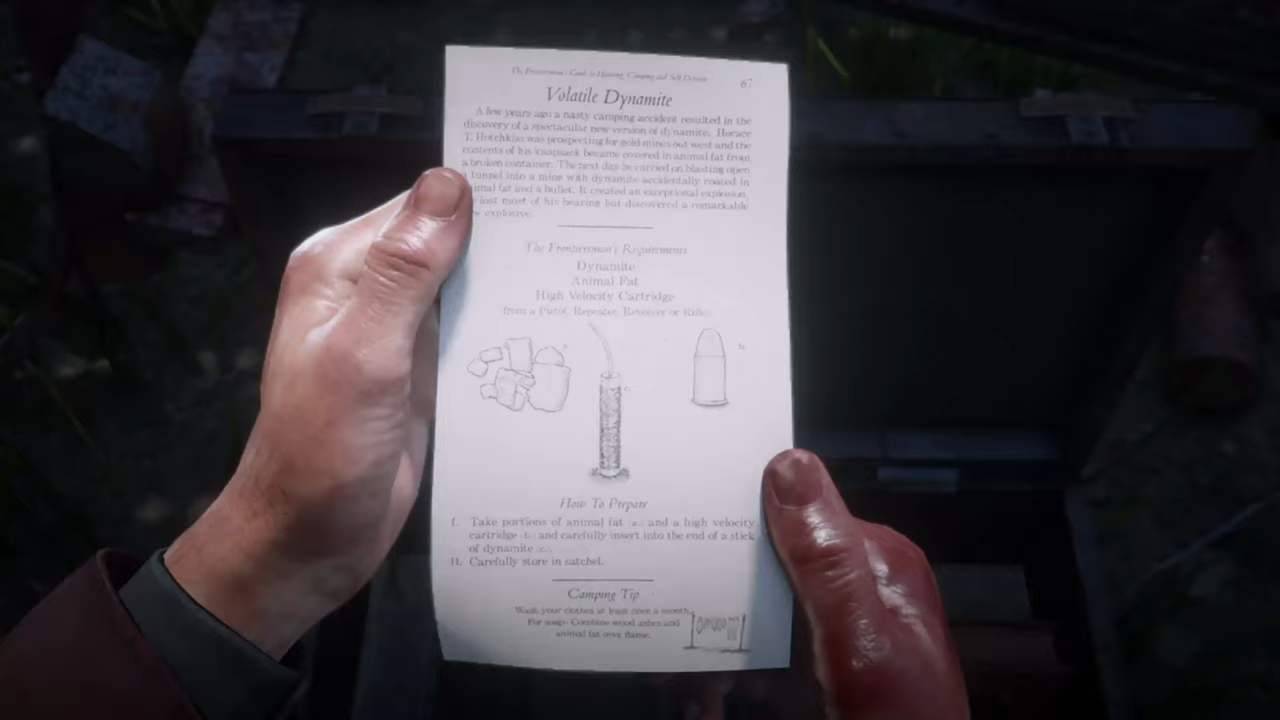 The Frontiersman's Guide to Hunting, Camping and Self Defence
67
Volatile Dynamite
A few years ago a nasty camping accident resulted in the
discovery of a spectacular new version of dynamite. Horace
T. Hotchkiss was prospecting for gold mines out west and the
contents of his knapsack became covered in animal fat from
a broken container. The next day he carried on blasting open
tunnel into a mine with dynamite accidentally coated in
fat and a bullet. It created an exceptional explosion,
lost most of his hearing but discovered a remarkable
explosive.
The Frontiersman's Requirements
Dynamite
Animal Fat
High Velocity Cartridge
from a Pistol, Repeater, Revolver or Rifle.
b.
How To Prepare
I. Take portions of animal fat a. and a high velocity
cartridge b. and carefully insert into the end of a stick
of dynamite c.
II. Carefully store in satchel.
Camping Tip
Wash your clothes at least once a month.
For soap- Combine wood ashes and
animal fat over flame.